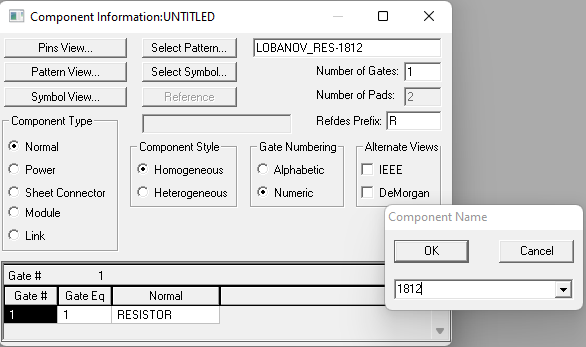 Component Information:UNTITLED
Pins View...
Select Pattern...
LOBANOV_RES-1812
Pattern View...
Select Symbol...
Number of Gates:
1
Symbol View...
Reference
Number of Pads:
2
Refdes Prefix:
R
Component Type
Normal
Power
Sheet Connector
Module
Link
Component Style
Homogeneous
Heterogeneous
Gate Numbering
Alphabetic
Numeric
Alternate Views
IEEE
DeMorgan
Component Name
OK
Cancel
1812
Gate # 1
Gate # Gate Eq Normal
1 1 RESISTOR